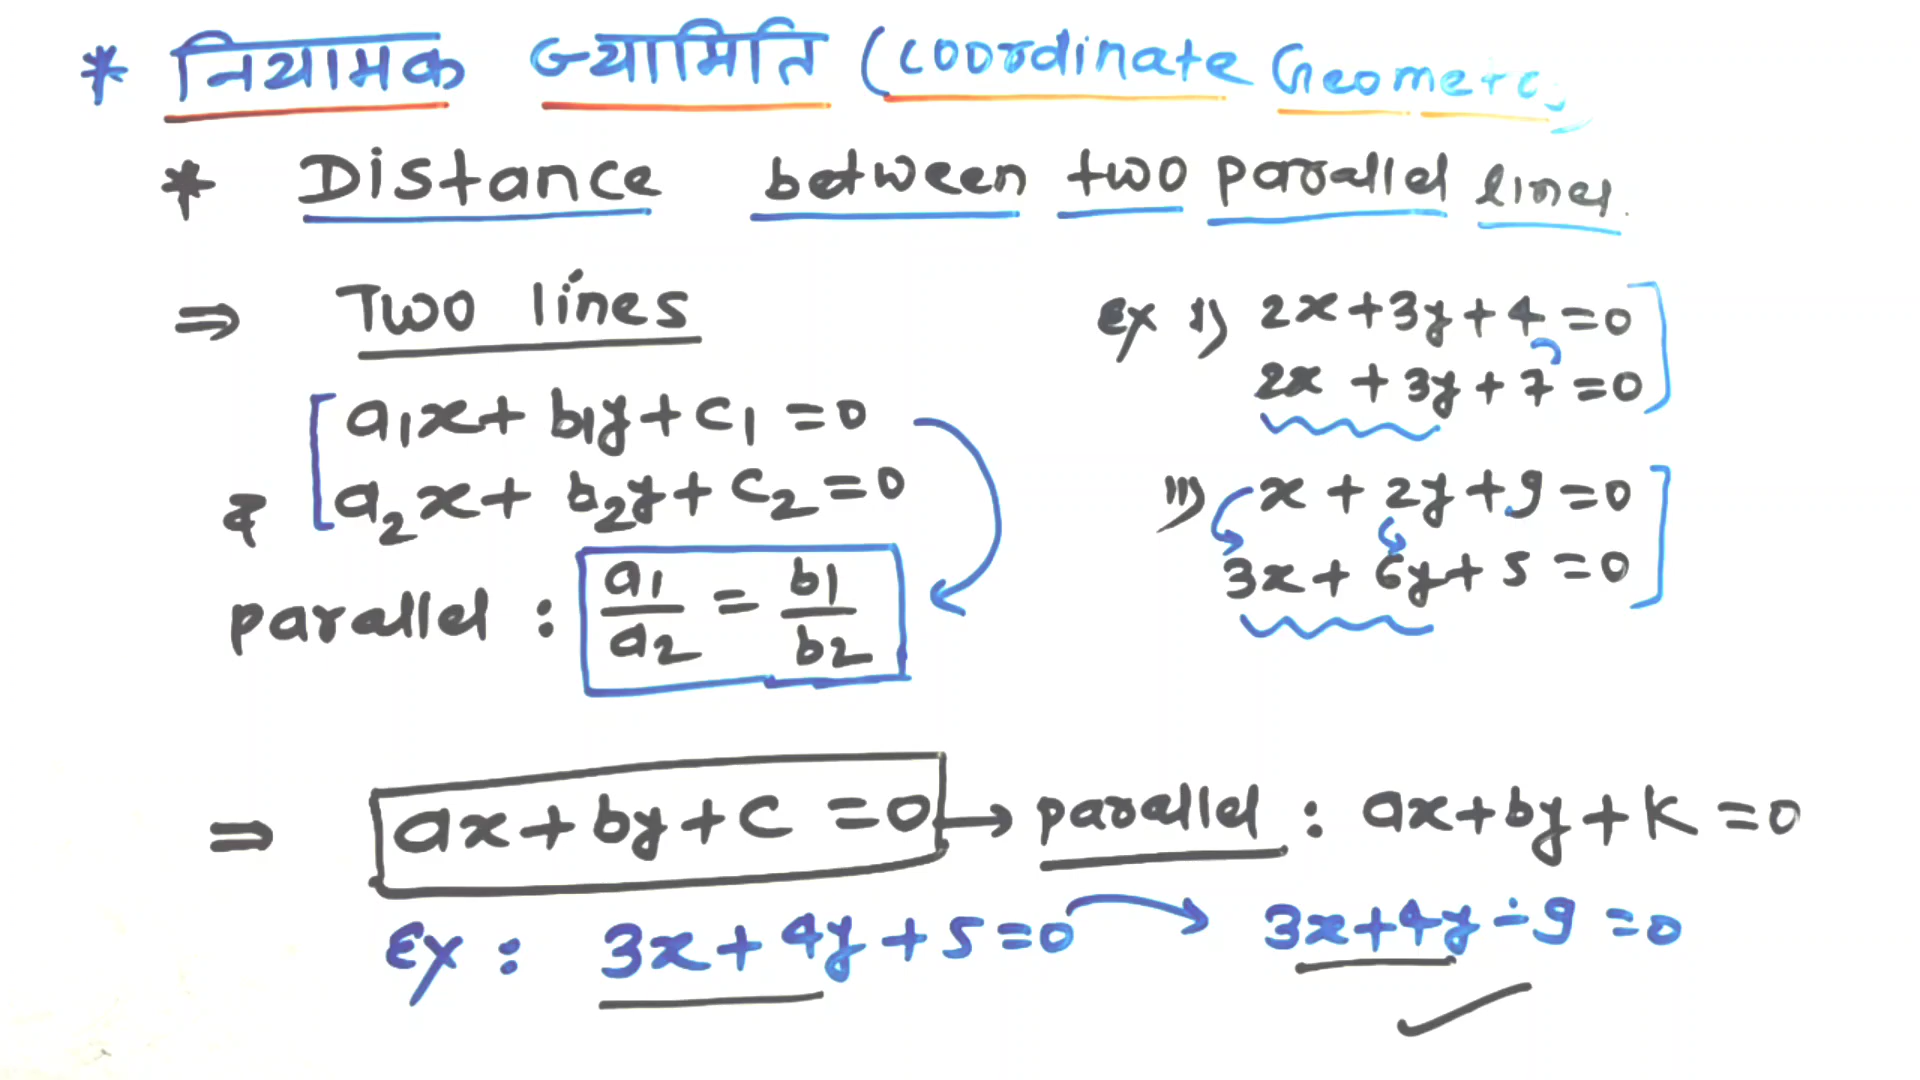 * नियामक ज्यामिति (Coordinate Geometr
* Distance between two parallel lines.
⇒ Two lines
a₁x + b₁y + c₁ = 0
& a₂x + b₂y + c₂ = 0
parallel : a₁/a₂ = b₁/b₂
Ex i) 2x + 3y + 4 = 0
2x + 3y + 7 = 0
ii) x + 2y + 9 = 0
3x + 6y + 5 = 0
⇒ ax + by + c = 0 → parallel : ax + by + k = 0
Ex : 3x + 4y + 5 = 0 → 3x + 4y - 9 = 0 ✓